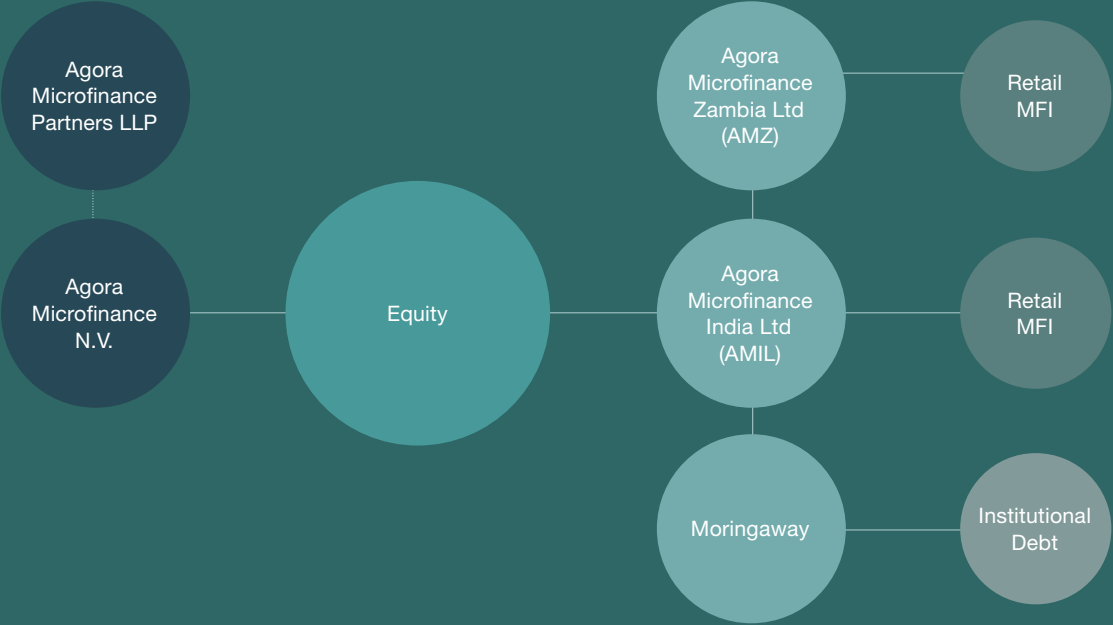 Agora
Microfinance
Partners LLP
Agora
Microfinance
N.V.
Equity
Agora
Microfinance
Zambia Ltd
(AMZ)
Retail
MFI
Agora
Microfinance
India Ltd
(AMIL)
Retail
MFI
Moringaway
Institutional
Debt